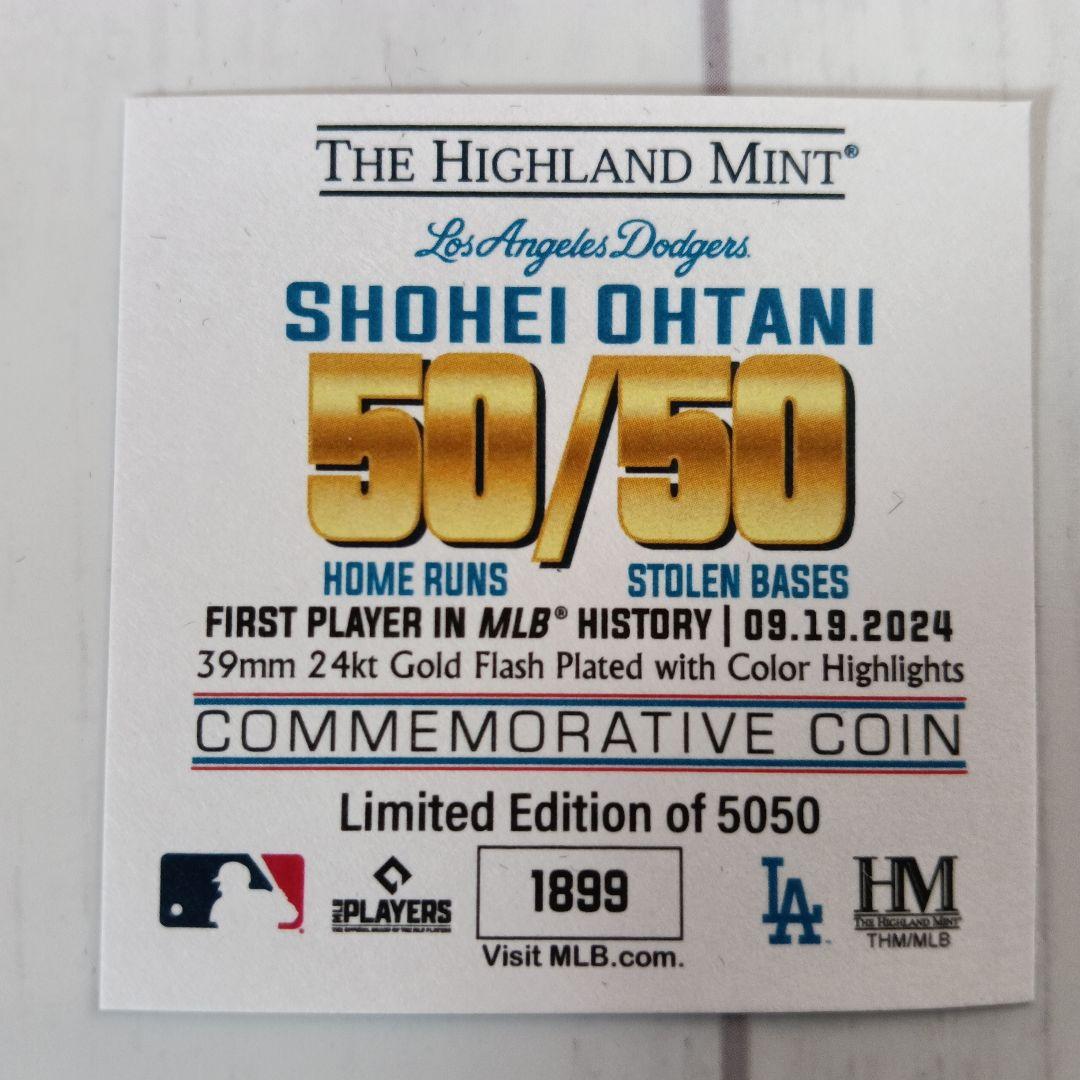 THE HIGHLAND MINT®
Los Angeles Dodgers
SHOHEI OHTANI
50/50
HOME RUNS STOLEN BASES
FIRST PLAYER IN MLB® HISTORY | 09.19.2024
39mm 24kt Gold Flash Plated with Color Highlights
COMMEMORATIVE COIN
Limited Edition of 5050
MLB PLAYERS
1899
LA
HM
THE HIGHLAND MINT
THM/MLB
Visit MLB.com.